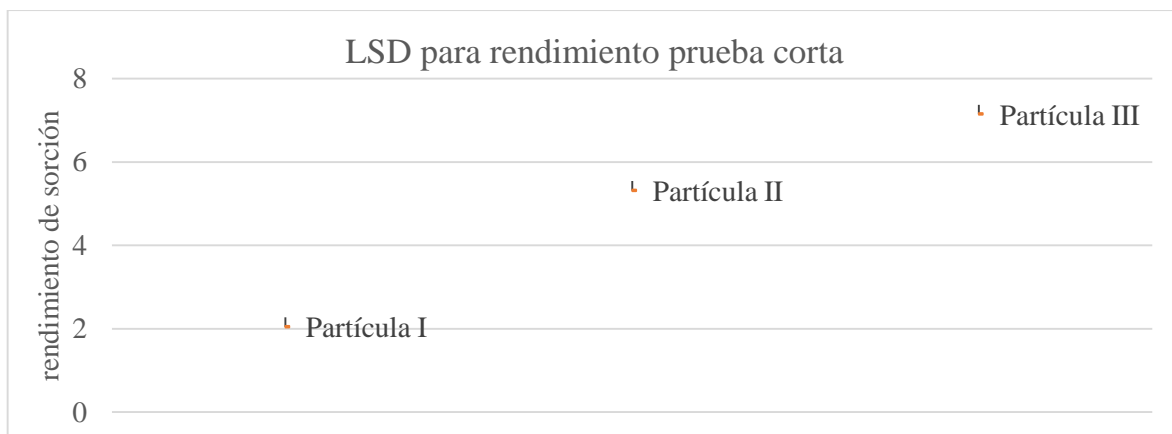 LSD para rendimiento prueba corta
rendimiento de sorción
8
6
4
2
0
Partícula III
Partícula II
Partícula I